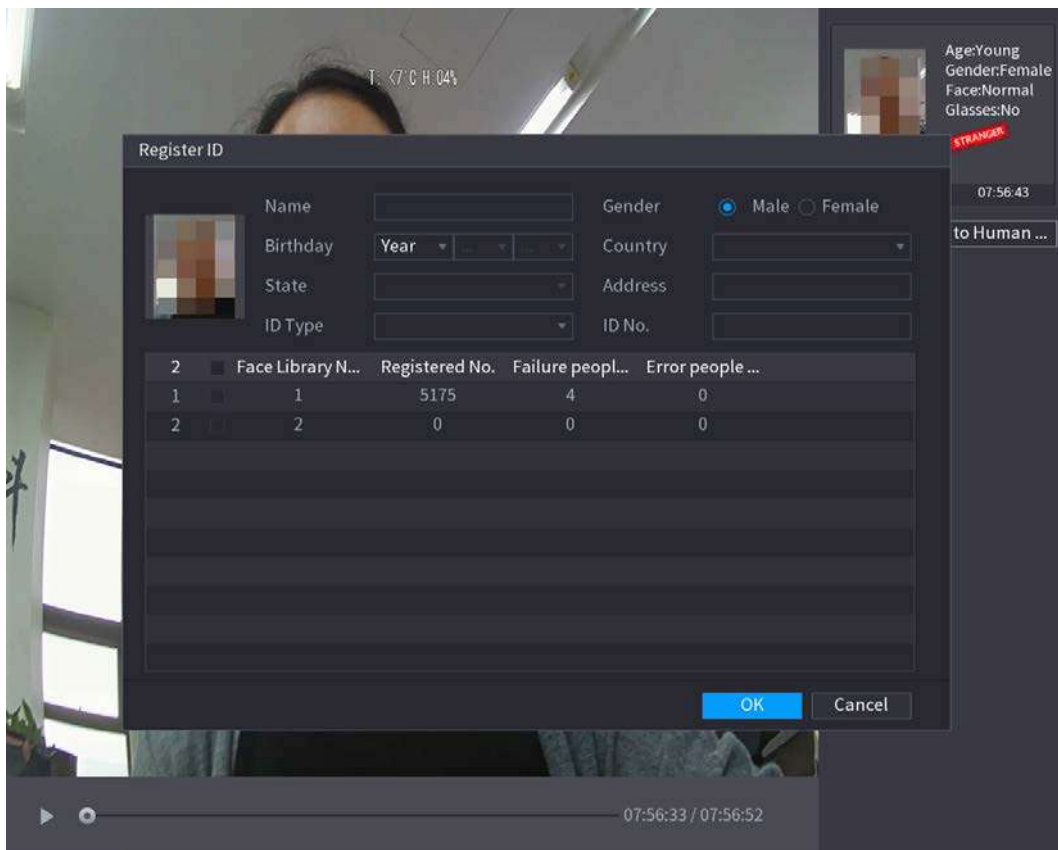 T: <7°C H:04%
Age:Young
Gender:Female
Face:Normal
Glasses:No
STRANGER
07:56:43
to Human ...
Register ID
Name
Gender Male Female
Birthday Year ... ...
Country
State
Address
ID Type
ID No.
2 Face Library N... Registered No. Failure peopl... Error people ...
1 1 5175 4 0
2 2 0 0 0
OK Cancel
07:56:33 / 07:56:52